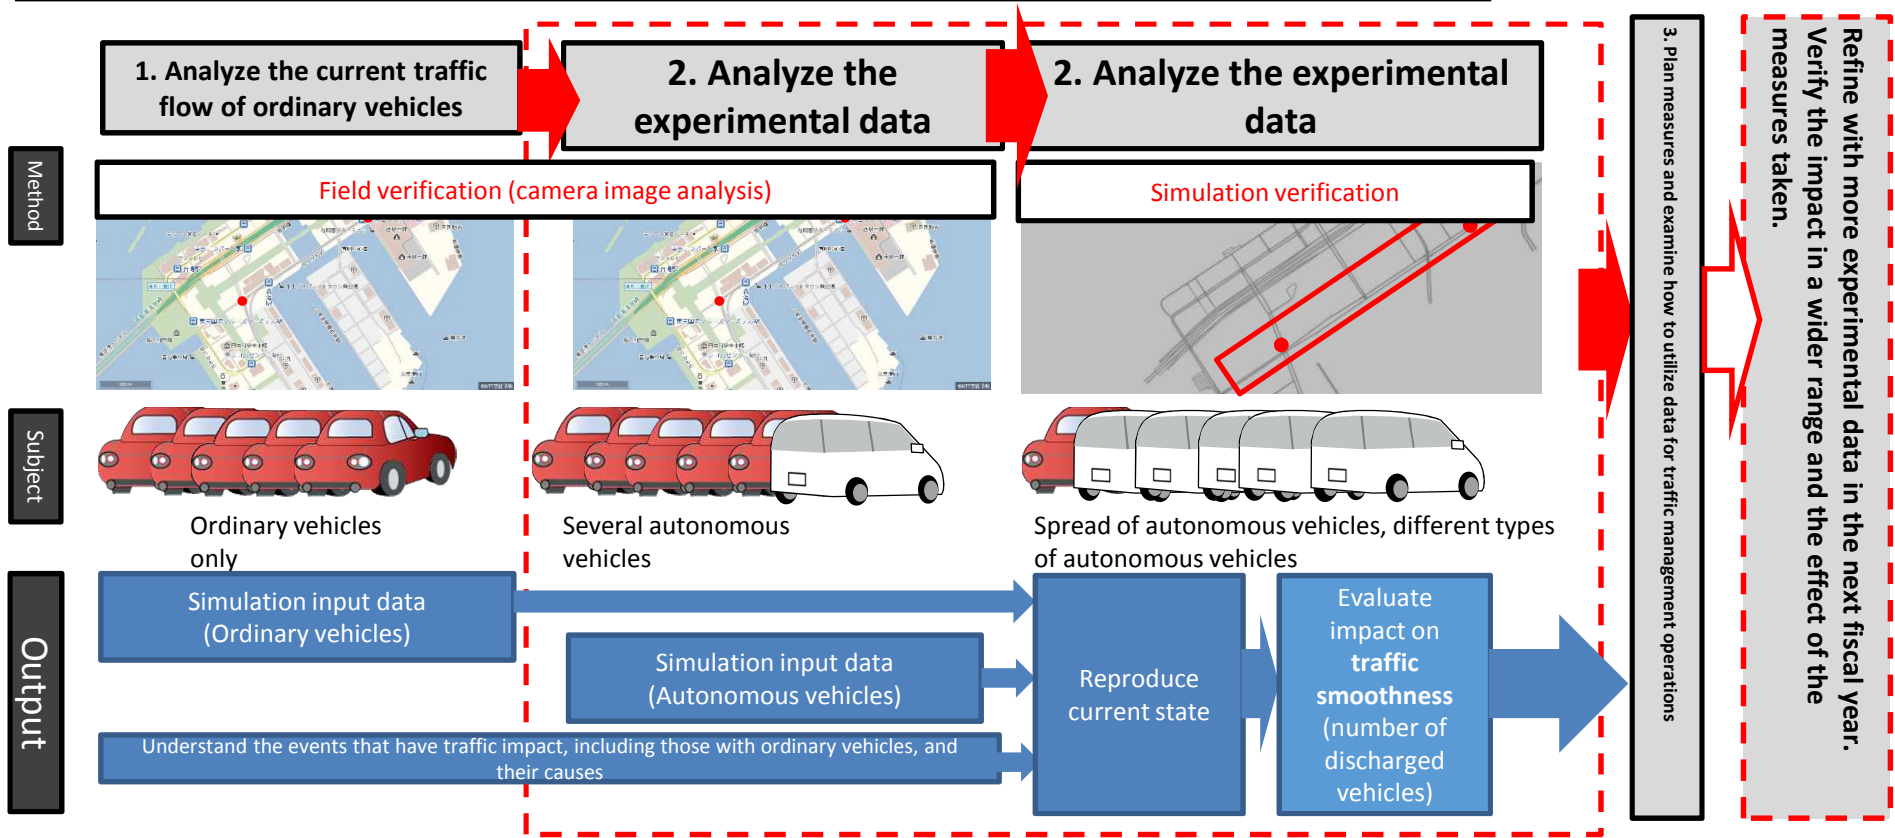 1. Analyze the current traffic
flow of ordinary vehicles
2. Analyze the
experimental data
2. Analyze the experimental
data
Method
Field verification (camera image analysis)
Simulation verification
Subject
Ordinary vehicles
only
Several autonomous
vehicles
Spread of autonomous vehicles, different types
of autonomous vehicles
Output
Simulation input data
(Ordinary vehicles)
Simulation input data
(Autonomous vehicles)
Understand the events that have traffic impact, including those with ordinary vehicles, and
their causes
Reproduce
current state
Evaluate
impact on
traffic
smoothness
(number of
discharged
vehicles)
3. Plan measures and examine how to utilize data for traffic management operations
Refine with more experimental data in the next fiscal year.
Verify the impact in a wider range and the effect of the
measures taken.